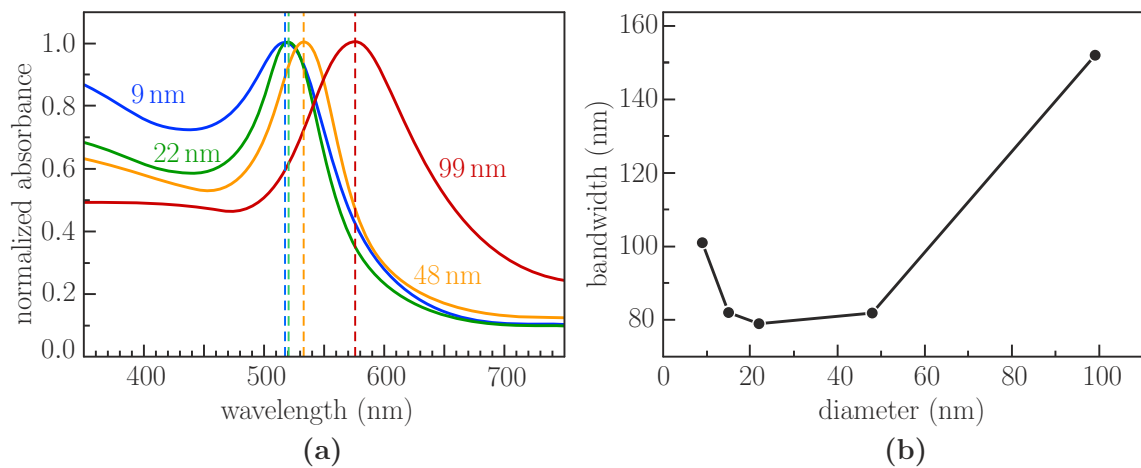 1.0
0.8
0.6
0.4
0.2
0.0
normalized absorbance
9 nm
22 nm
99 nm
48 nm
400
500
600
700
wavelength (nm)
(a)
160
140
120
100
80
bandwidth (nm)
0
20
40
60
80
100
diameter (nm)
(b)